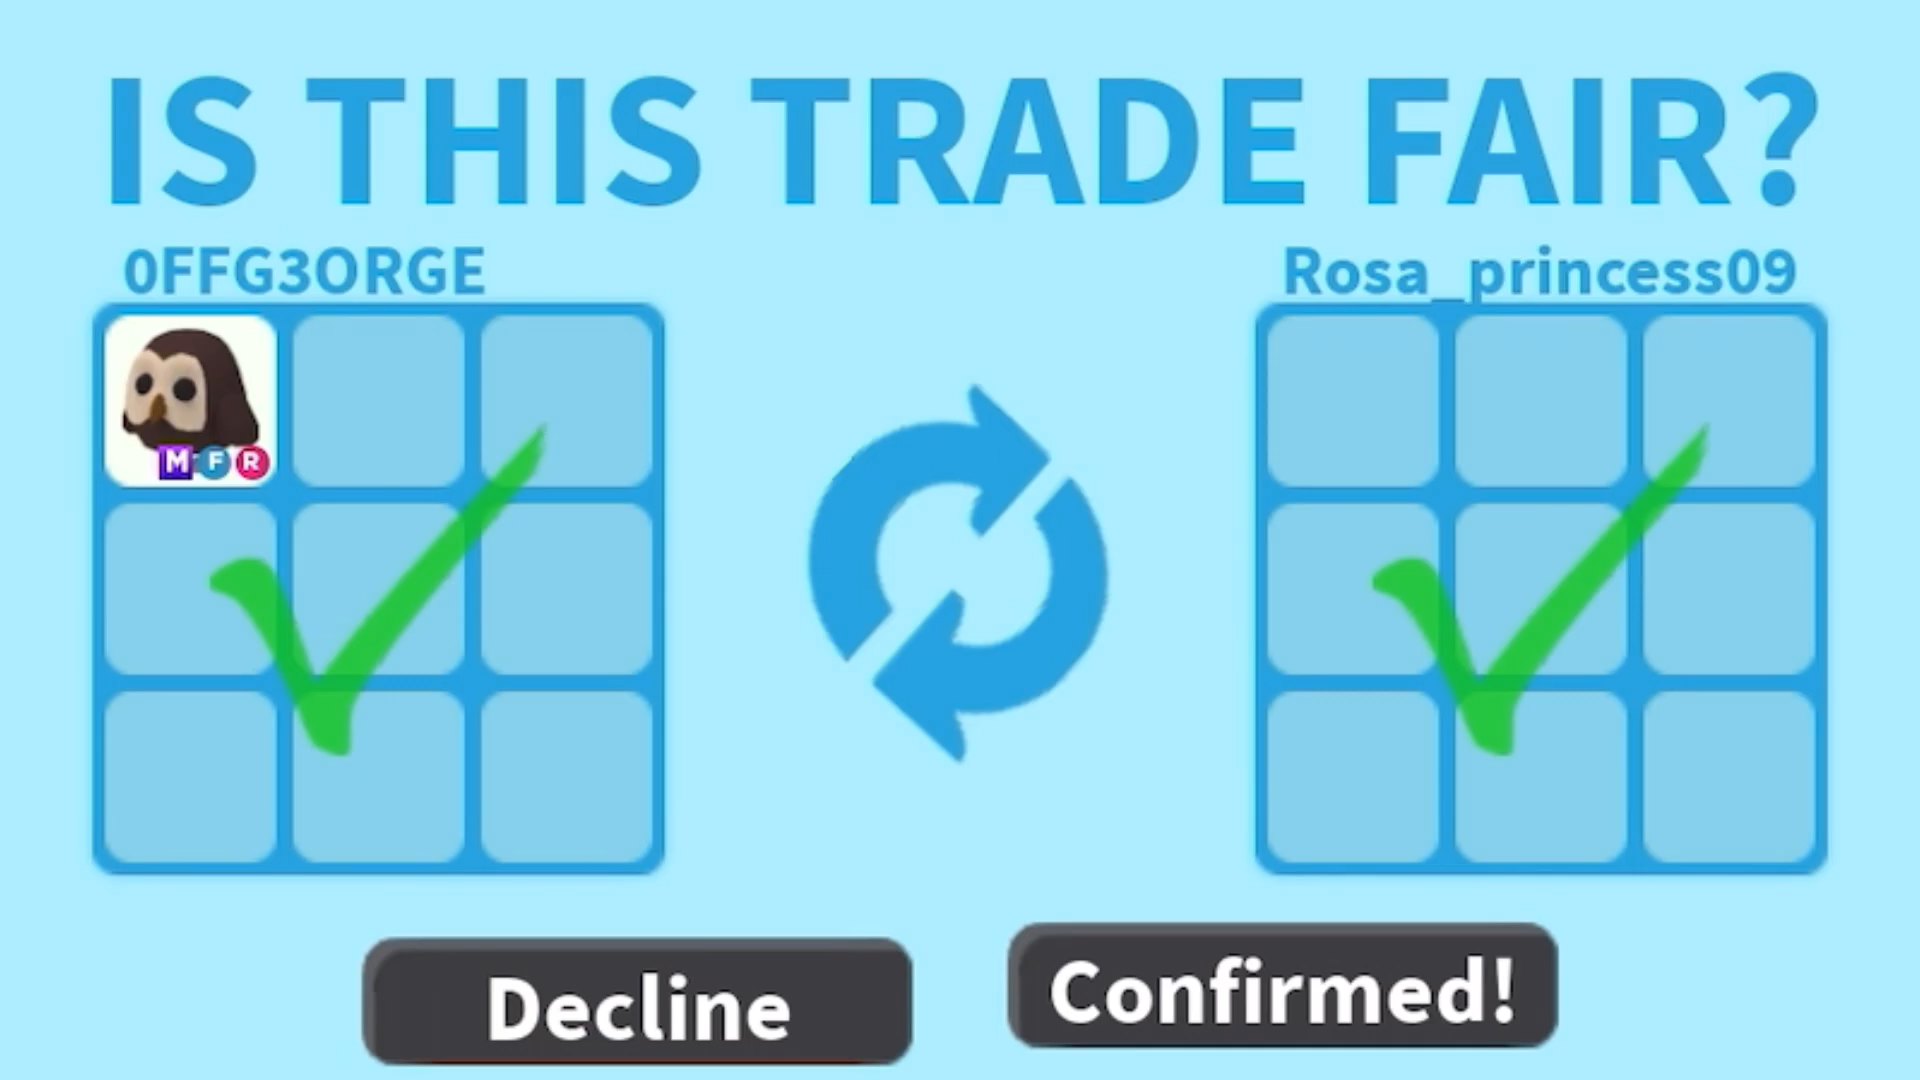 IS THIS TRADE FAIR?
0FFG3ORGE
Rosa_princess09
M F R
Decline
Confirmed!